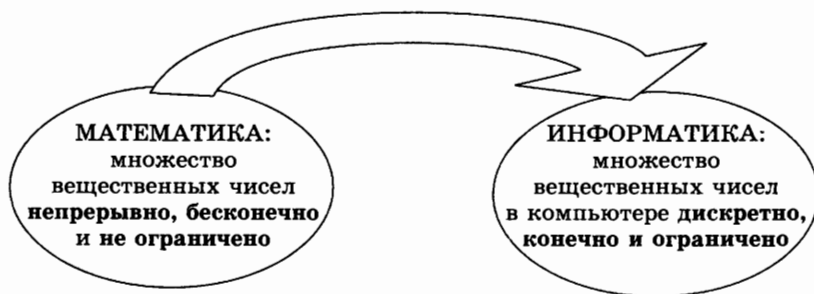 МАТЕМАТИКА:
множество
вещественных чисел
непрерывно, бесконечно
и не ограничено
ИНФОРМАТИКА:
множество
вещественных чисел
в компьютере дискретно,
конечно и ограничено